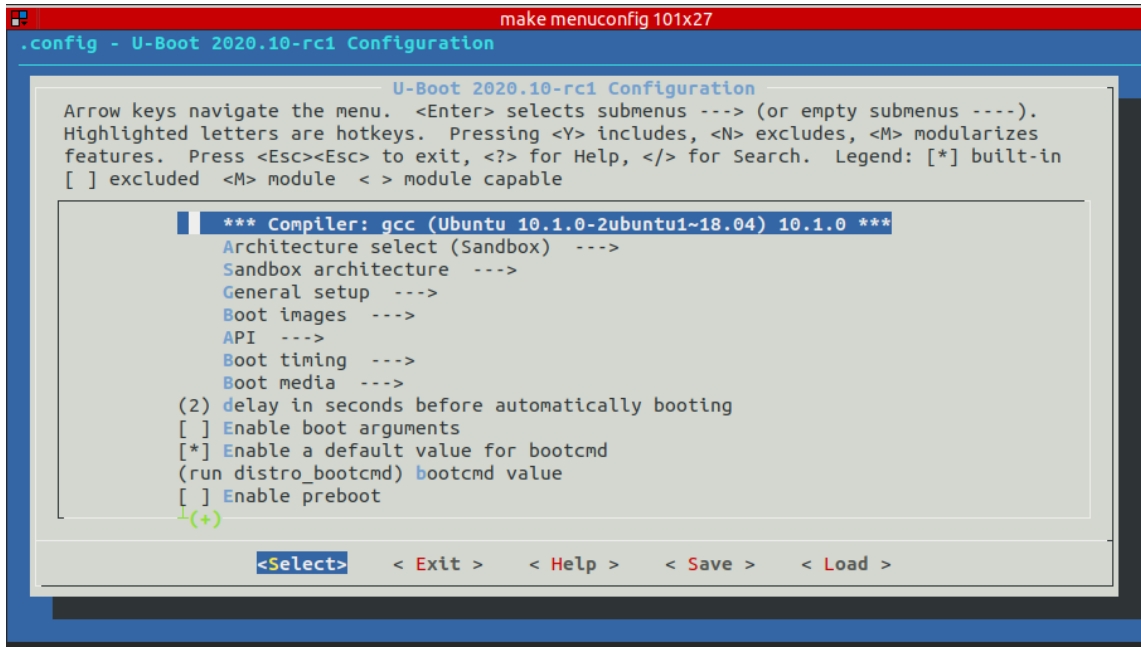 make menuconfig 101x27
.config - U-Boot 2020.10-rc1 Configuration
U-Boot 2020.10-rc1 Configuration
Arrow keys navigate the menu.  <Enter> selects submenus ---> (or empty submenus ----).
Highlighted letters are hotkeys.  Pressing <Y> includes, <N> excludes, <M> modularizes
features.  Press <Esc><Esc> to exit, <?> for Help, </> for Search.  Legend: [*] built-in
[ ] excluded  <M> module  < > module capable
*** Compiler: gcc (Ubuntu 10.1.0-2ubuntu1~18.04) 10.1.0 ***
Architecture select (Sandbox)  --->
Sandbox architecture  --->
General setup  --->
Boot images  --->
API  --->
Boot timing  --->
Boot media  --->
(2) delay in seconds before automatically booting
[ ] Enable boot arguments
[*] Enable a default value for bootcmd
(run distro_bootcmd) bootcmd value
[ ] Enable preboot
(+)
<Select>    < Exit >    < Help >    < Save >    < Load >